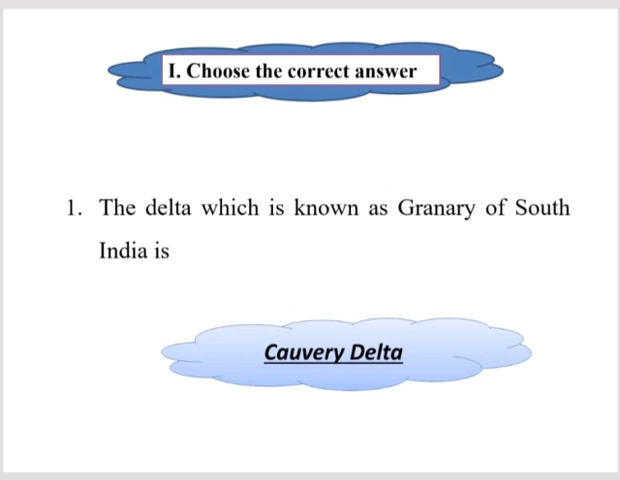 I. Choose the correct answer
1. The delta which is known as Granary of South
India is
Cauvery Delta